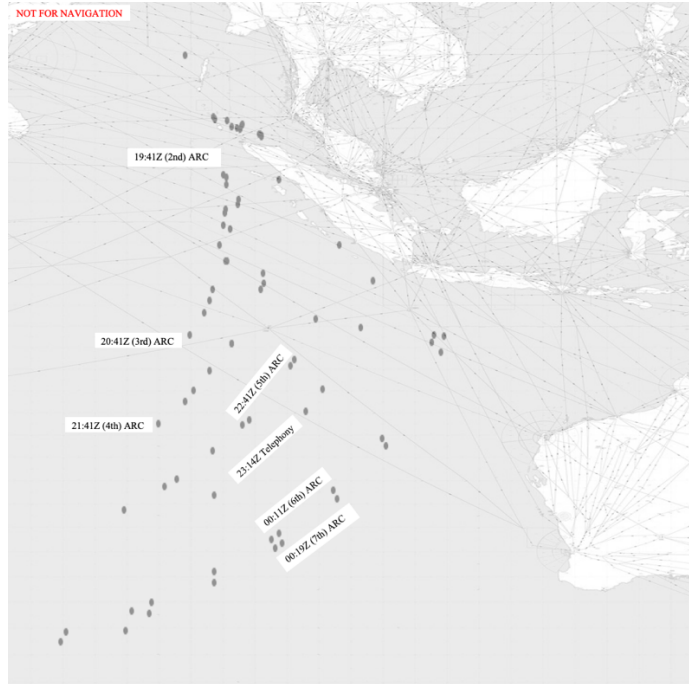 NOT FOR NAVIGATION
19:41Z (2nd) ARC
20:41Z (3rd) ARC
22:41Z (5th) ARC
21:41Z (4th) ARC
23:14Z Telephony
00:11Z (6th) ARC
00:19Z (7th) ARC